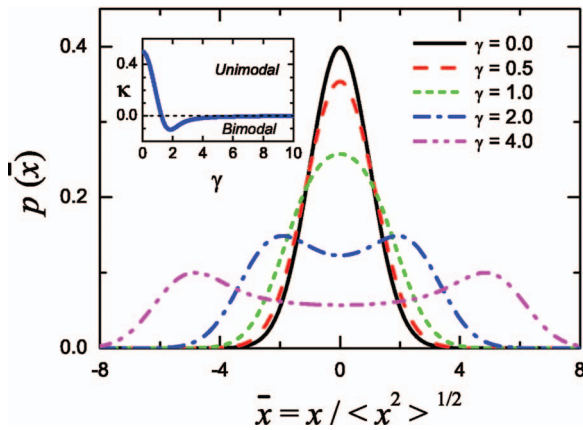 0.4
0.2
0.0
p (x̄)
-8 -4 0 4 8
x̄ = x / < x² > ^1/2
γ = 0.0
γ = 0.5
γ = 1.0
γ = 2.0
γ = 4.0
0.4
κ
0.0
Unimodal
Bimodal
0 2 4 6 8 10
γ